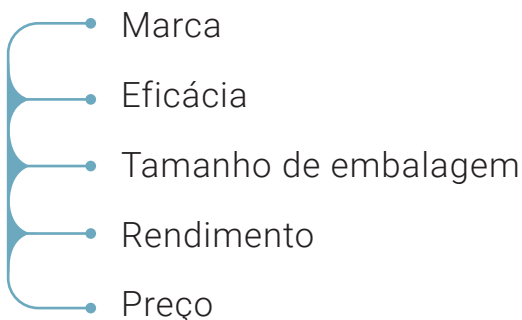 Marca
Eficácia
Tamanho de embalagem
Rendimento
Preço